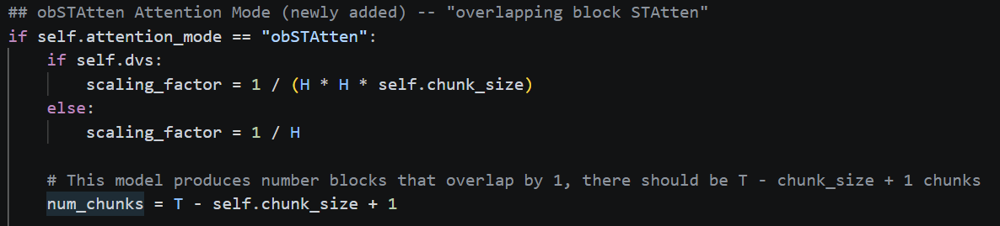 ## obSTAtten Attention Mode (newly added) -- "overlapping block STAtten"
if self.attention_mode == "obSTAtten":
if self.dvs:
scaling_factor = 1 / (H * H * self.chunk_size)
else:
scaling_factor = 1 / H
# This model produces number blocks that overlap by 1, there should be T - chunk_size + 1 chunks
num_chunks = T - self.chunk_size + 1